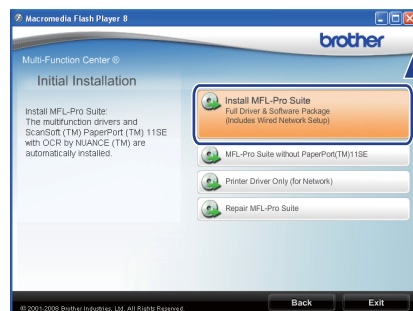 Macromedia Flash Player 8
brother
Multi-Function Center ®
Initial Installation
Install MFL-Pro Suite:
The multifunction drivers and
ScanSoft (TM) PaperPort (TM) 11SE
with OCR by NUANCE (TM) are
automatically installed.
Install MFL-Pro Suite
Full Driver & Software Package
(Includes Wired Network Setup)
MFL-Pro Suite without PaperPort(TM)11SE
Printer Driver Only (for Network)
Repair MFL-Pro Suite
© 2001-2008 Brother Industries, Ltd. All Rights Reserved.
Back
Exit